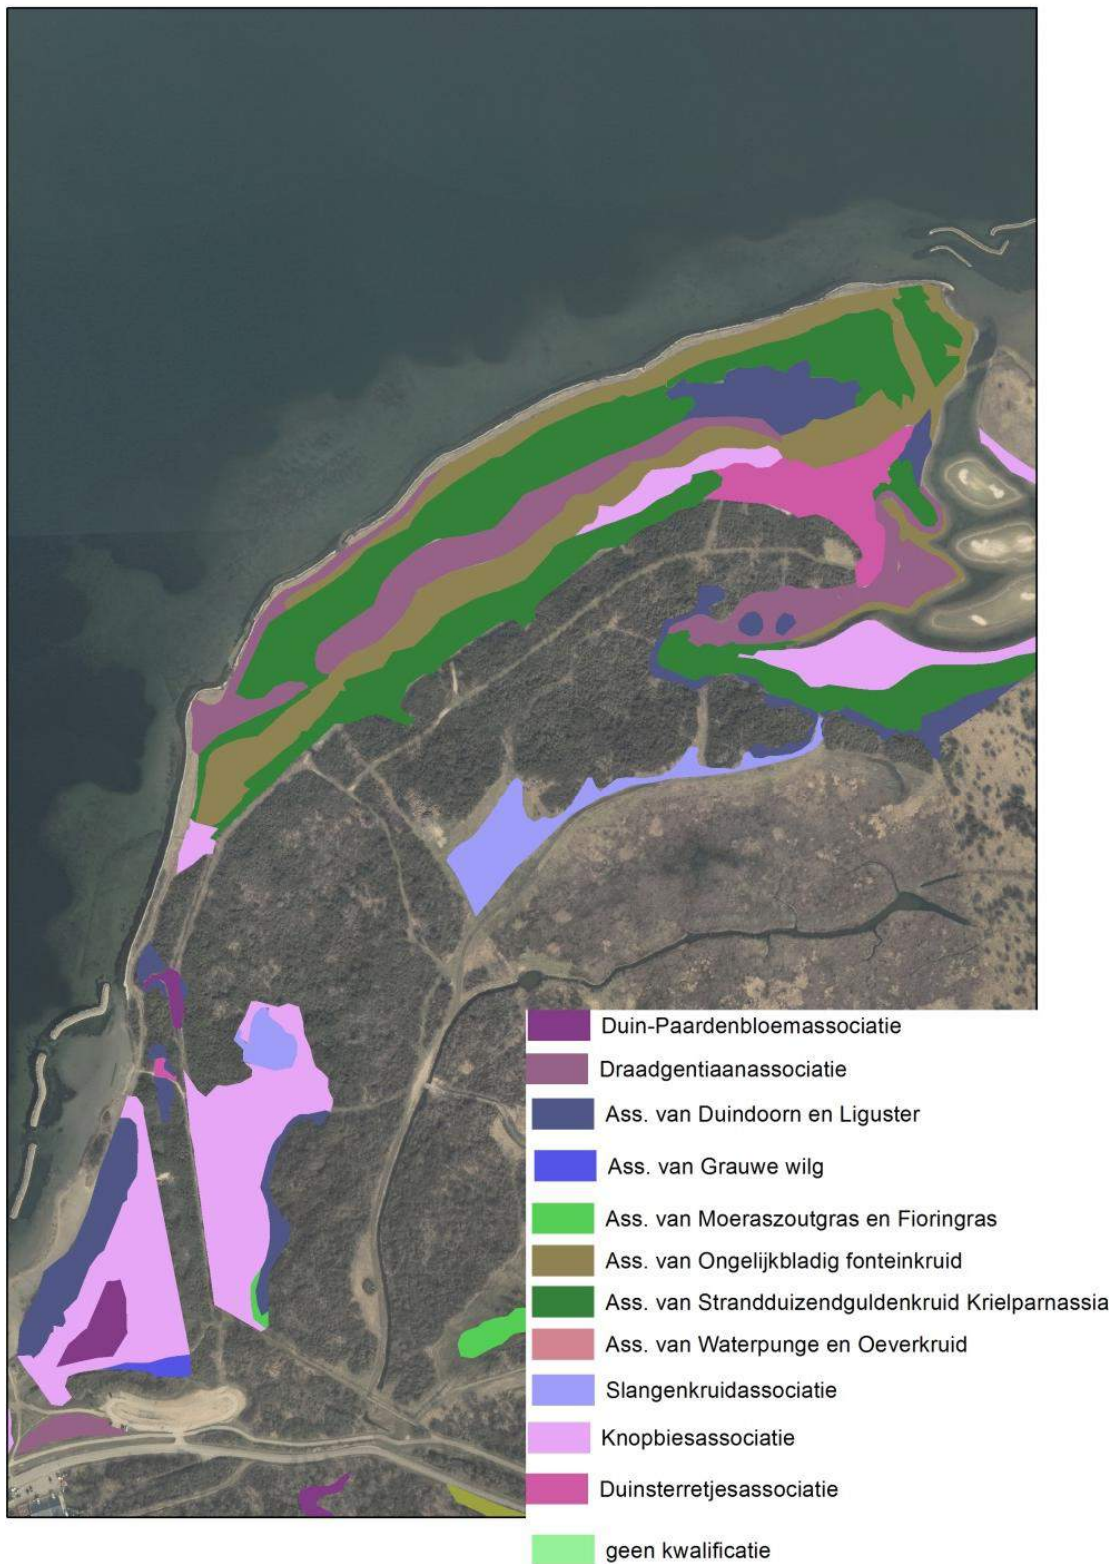 Duin-Paardenbloemassociatie
Draadgentiaanassociatie
Ass. van Duindoorn en Liguster
Ass. van Grauwe wilg
Ass. van Moeraszoutgras en Fioringras
Ass. van Ongelijkbladig fonteinkruid
Ass. van Strandduizendguldenkruid Krielparnassia
Ass. van Waterpunge en Oeverkruid
Slangenkruidassociatie
Knopbiesassociatie
Duinsterretjesassociatie
geen kwalificatie